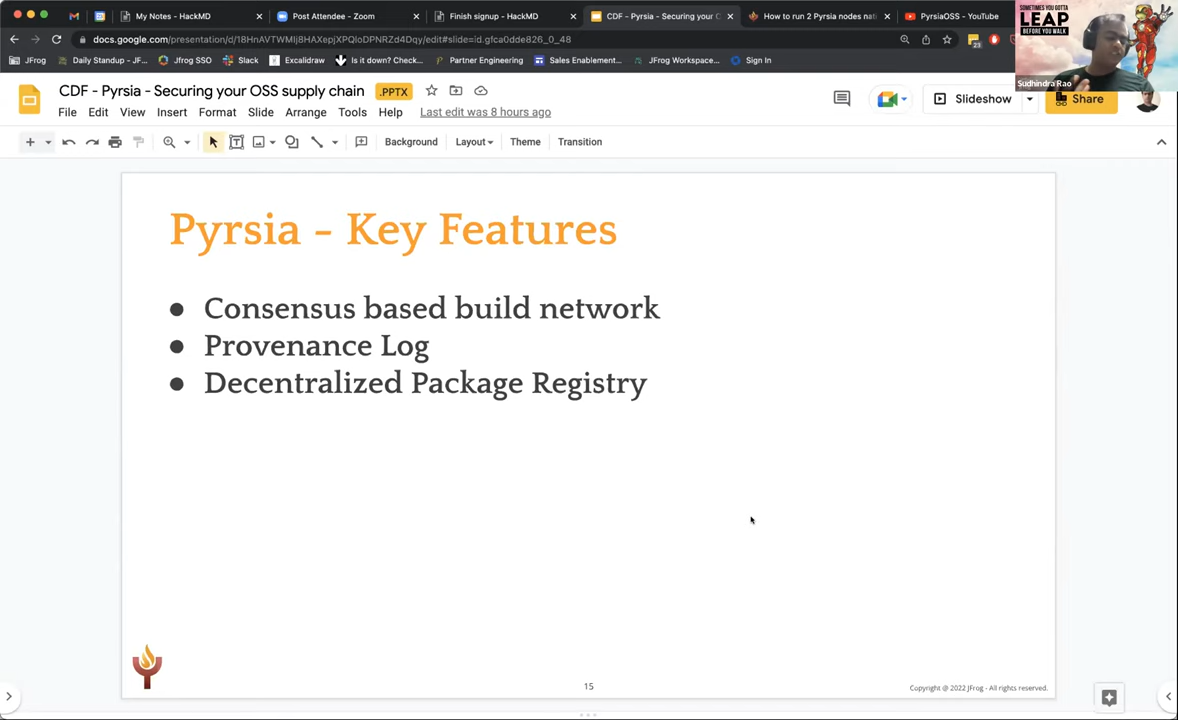 My Notes - HackMD
Post Attendee - Zoom
Finish signup - HackMD
CDF - Pyrsia - Securing your
How to run 2 Pyrsia nodes
PyrsiaOSS - YouTube
docs.google.com/presentation/d/18HnAVTWMIj8HAXepjXPQIoDPNRZd4Dqy/edit#slide=id.gfca0dde826_0_48
23
JFrog
Daily Standup - JF...
Jfrog SSO
Slack
Excalidraw
Is it down? Check...
Partner Engineering
Sales Enablement...
JFrog Workspace...
Sign In
SOMETIMES YOU GOTTA
LEAP
BEFORE YOU WALK
Sudhindra Rao
CDF - Pyrsia - Securing your OSS supply chain
.PPTX
File Edit View Insert Format Slide Arrange Tools Help
Last edit was 8 hours ago
Slideshow
Share
Background
Layout
Theme
Transition
Pyrsia - Key Features
● Consensus based build network
● Provenance Log
● Decentralized Package Registry
15
Copyright @ 2022 JFrog - All rights reserved.